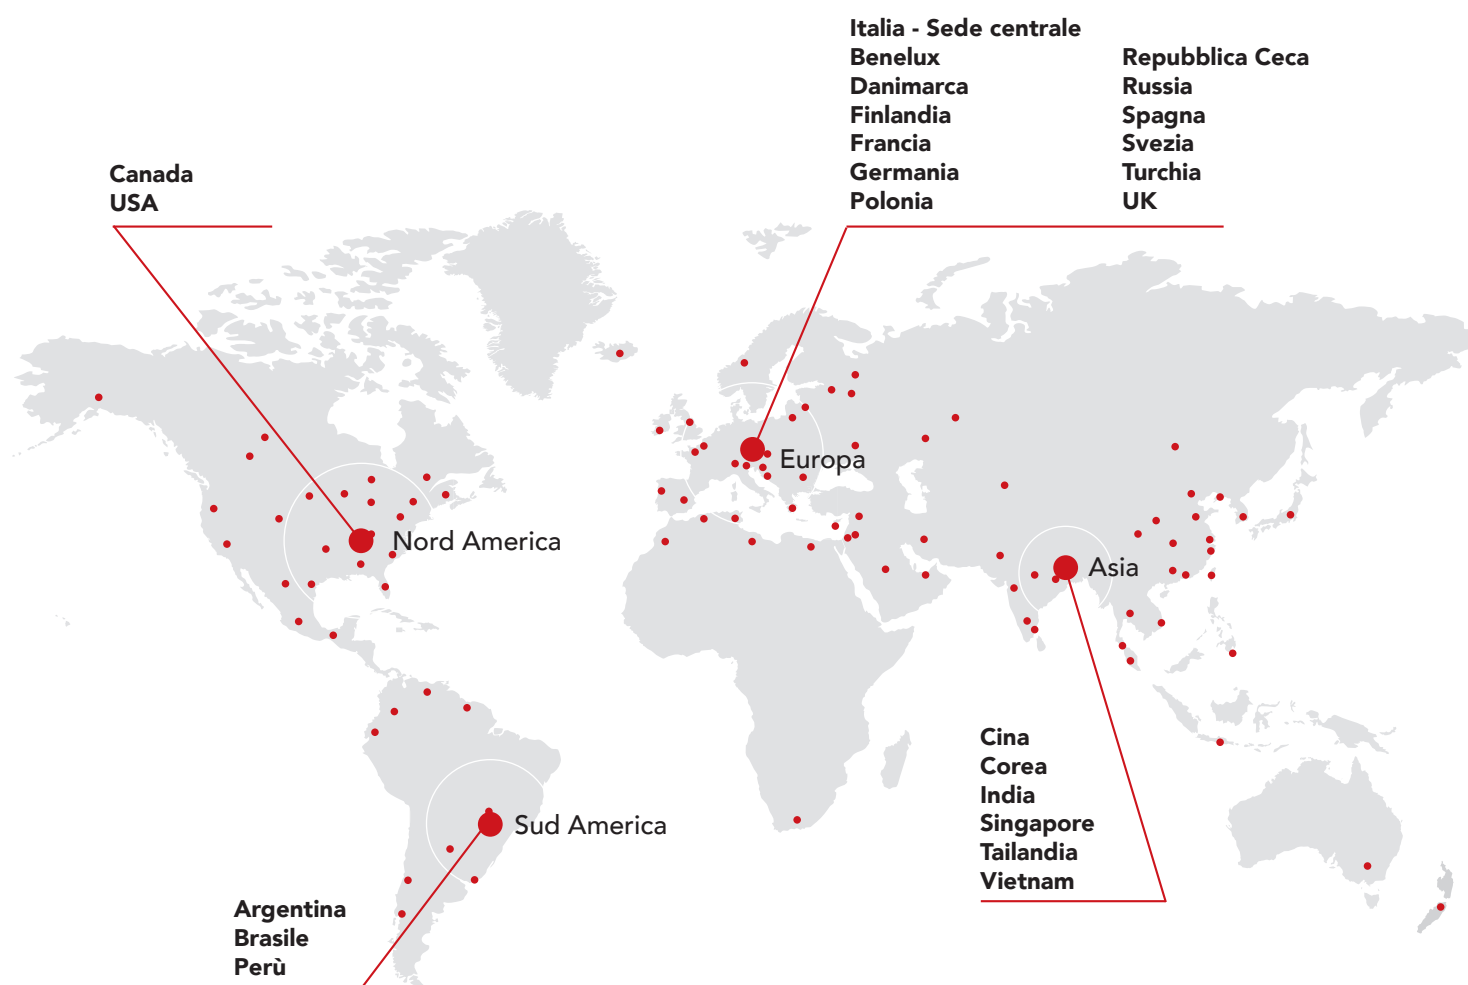 Italia - Sede centrale
Benelux
Danimarca
Finlandia
Francia
Germania
Polonia
Repubblica Ceca
Russia
Spagna
Svezia
Turchia
UK
Canada
USA
Europa
Nord America
Asia
Sud America
Cina
Corea
India
Singapore
Tailandia
Vietnam
Argentina
Brasile
Perù